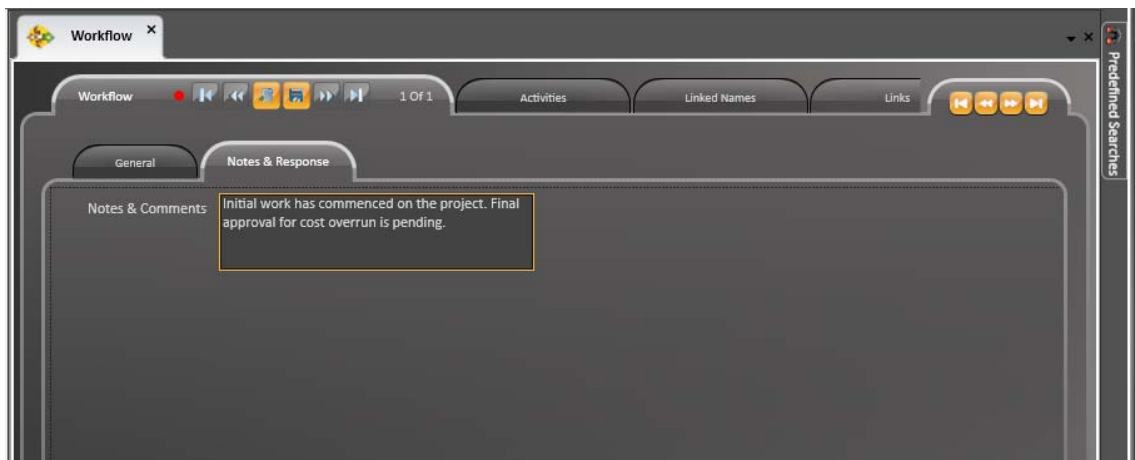 Workflow
Predefined Searches
Workflow 1 Of 1 Activities Linked Names Links
General Notes & Response
Notes & Comments
Initial work has commenced on the project. Final
approval for cost overrun is pending.